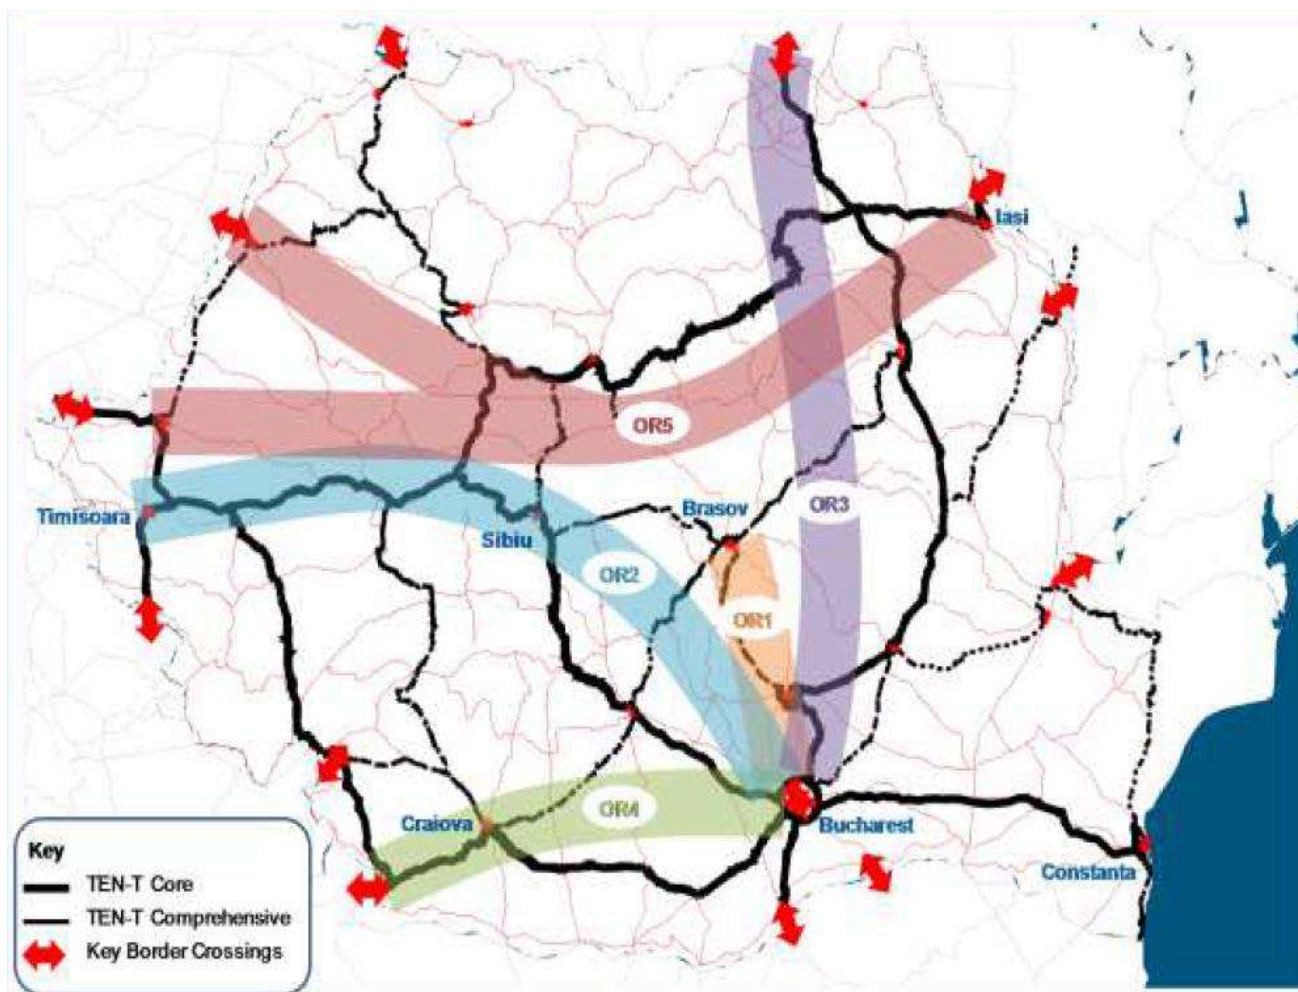 Iasi
OR5
Timisoara
Brasov
OR3
Sibiu
OR2
OR1
OR4
Craiova
Bucharest
Constanta
Key
TEN-T Core
TEN-T Comprehensive
Key Border Crossings